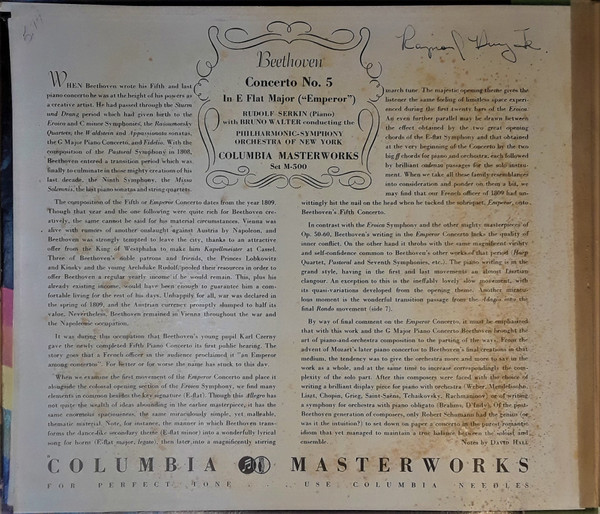 Beethoven
Concerto No. 5
In E Flat Major ("Emperor")
RUDOLF SERKIN (Piano)
with BRUNO WALTER conducting the
PHILHARMONIC-SYMPHONY
ORCHESTRA OF NEW YORK
COLUMBIA MASTERWORKS
Set M-500
WHEN Beethoven wrote his Fifth and last
piano concerto he was at the height of his powers as
a creative artist. He had passed through the Sturm
und Drang period which had given birth to the
Eroica and C minor Symphonies, the Rasoumowsky
Quartets, the Waldstein and Appassionata sonatas,
the G Major Piano Concerto, and Fidelio. With the
composition of the Pastoral Symphony in 1808,
Beethoven entered a transition period which was
finally to culminate in those mighty creations of his
last decade, the Ninth Symphony, the Missa
Solemnis, the last piano sonatas and string quartets.
The composition of the Fifth or Emperor Concerto dates from the year 1809.
Though that year and the one following were quite rich for Beethoven cre-
atively, the same cannot be said for his material circumstances. Vienna was
alive with rumors of another onslaught against Austria by Napoleon, and
Beethoven was strongly tempted to leave the city, thanks to an attractive
offer from the King of Westphalia to make him Kapellmeister at Cassel.
Three of Beethoven's noble patrons and friends, the Princes Lobkowitz
and Kinsky and the young Archduke Rudolf, pooled their resources in order to
offer Beethoven a regular yearly income if he would remain. This, plus his
already existing income, would have been enough to guarantee him a com-
fortable living for the rest of his days. Unhappily for all, war was declared in
the spring of 1809, and the Austrian currency promptly slumped to half its
value. Nevertheless, Beethoven remained in Vienna throughout the war and
the Napoleonic occupation.
It was during this occupation that Beethoven's young pupil Karl Czerny
gave the newly completed Fifth Piano Concerto its first public hearing. The
story goes that a French officer in the audience proclaimed it "an Emperor
among concertos". For better or for worse the name has stuck to this day.
When we examine the first movement of the Emperor Concerto and place it
alongside the colossal opening section of the Eroica Symphony, we find many
elements in common besides the key signature (E-flat). Though this Allegro has
not quite the wealth of ideas abounding in the earlier masterpiece, it has the
same enormous spaciousness, the same miraculously simple, yet malleable,
thematic material. Note, for instance, the manner in which Beethoven trans-
forms the dance-like secondary theme (E-flat minor) into a wonderfully lyrical
song for horns (E-flat major, legato), then later into a magnificently storming
march tune. The majestic opening theme gives the
listener the same feeling of limitless space experi-
enced during the first twenty bars of the Eroica.
An even further parallel may be drawn between
the effect obtained by the two great opening
chords of the E-flat Symphony and that obtained
at the very beginning of the Concerto by the two
big ff chords for piano and orchestra, each followed
by brilliant cadenza passages for the solo instru-
ment. When we take all these family resemblances
into consideration and ponder on them a bit, we
may find that our French officer of 1809 had un-
wittingly hit the nail on the head when he tacked the subriquet, Emperor, onto
Beethoven's Fifth Concerto.
In contrast with the Eroica Symphony and the other mighty masterpieces of
Op. 50-60, Beethoven's writing in the Emperor Concerto lacks the quality of
inner conflict. On the other hand it throbs with the same magnificent virility
and self-confidence common to Beethoven's other works of that period (Harp
Quartet, Pastoral and Seventh Symphonies, etc.). The piano writing is in the
grand style, having in the first and last movements an almost Lisztian
clangour. An exception to this is the ineffably lovely slow movement, with
its quasi-variations developed from the opening theme. Another miracu-
lous moment is the wonderful transition passage from the Adagio into the
final Rondo movement (side 7).
By way of final comment on the Emperor Concerto, it must be emphasized
that with this work and the G Major Piano Concerto Beethoven brought the
art of piano-and-orchestra composition to the parting of the ways. From the
advent of Mozart's later piano concertos to Beethoven's final creations in that
medium, the tendency was to give the orchestra more and more to say in the
work as a whole, and at the same time to increase correspondingly the com-
plexity of the solo part. After this composers were faced with the choice of
writing a brilliant display piece for piano with orchestra (Weber, Mendelssohn,
Liszt, Chopin, Grieg, Saint-Saëns, Tchaikovsky, Rachmaninov) or of writing
a symphony for orchestra with piano obligato (Brahms, D'Indy). Of the post-
Beethoven generation of composers, only Robert Schumann had the genius (or
was it the intuition?) to set down on paper a concerto in the purest romantic
idiom that yet managed to maintain a true balance between the soloist and
ensemble. Notes by DAVID HALL
COLUMBIA MASTERWORKS
FOR PERFECT TONE . . . USE COLUMBIA NEEDLES